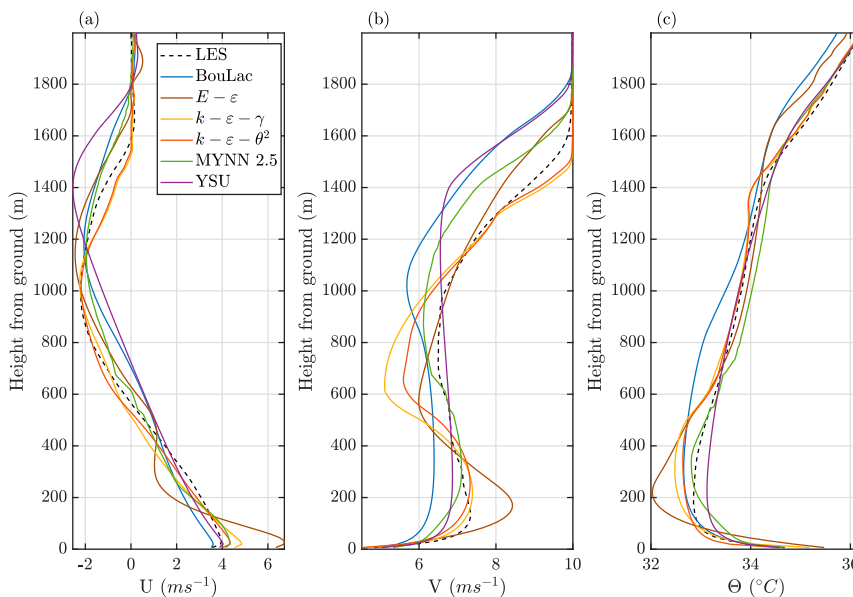 (a)
(b)
(c)
LES
BouLac
E − ε
k − ε − γ
k − ε − θ²
MYNN 2.5
YSU
Height from ground (m)
1800
1600
1400
1200
1000
800
600
400
200
0
-2 0 2 4 6
U (ms⁻¹)
Height from ground (m)
1800
1600
1400
1200
1000
800
600
400
200
0
6 8 10
V (ms⁻¹)
Height from ground (m)
1800
1600
1400
1200
1000
800
600
400
200
0
32 34 36
Θ (°C)